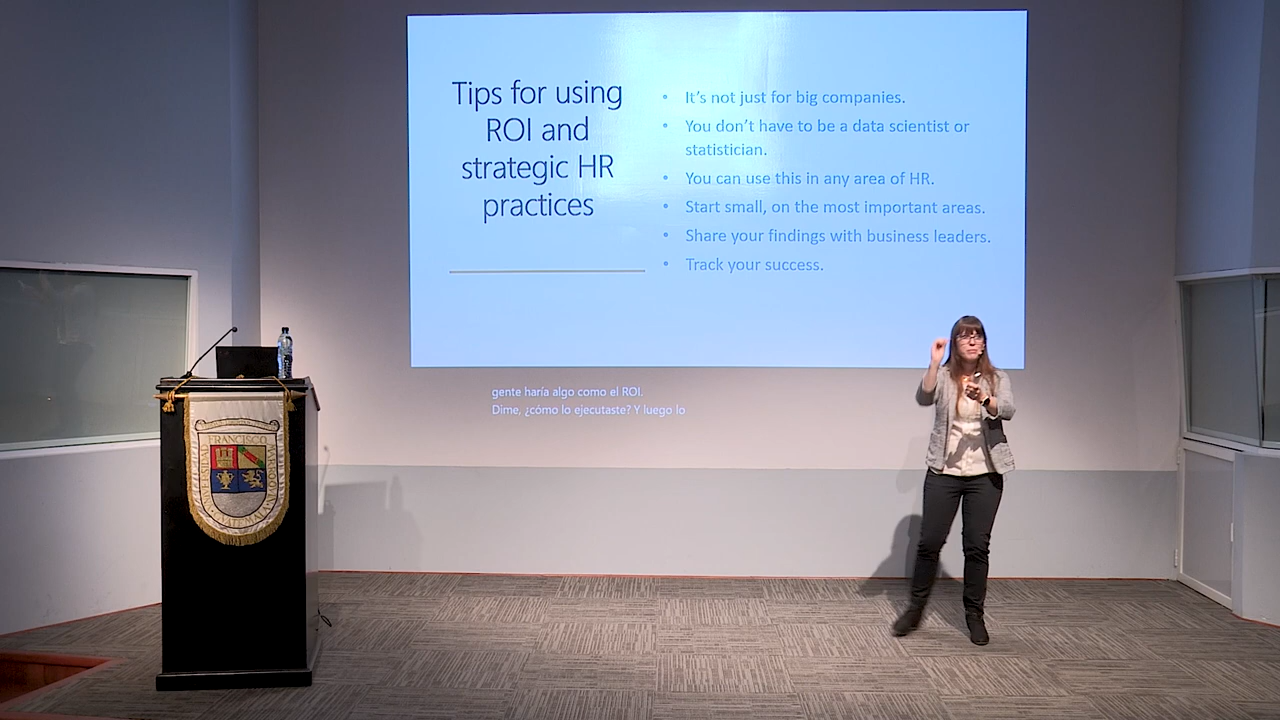 Tips for using
ROI and
strategic HR
practices
• It's not just for big companies.
• You don't have to be a data scientist or
statistician.
• You can use this in any area of HR.
• Start small, on the most important areas.
• Share your findings with business leaders.
• Track your success.
gente haría algo como el ROI.
Dime, ¿cómo lo ejecutaste? Y luego lo
FRANCISCO
MARROQUIN
GUATEMALA